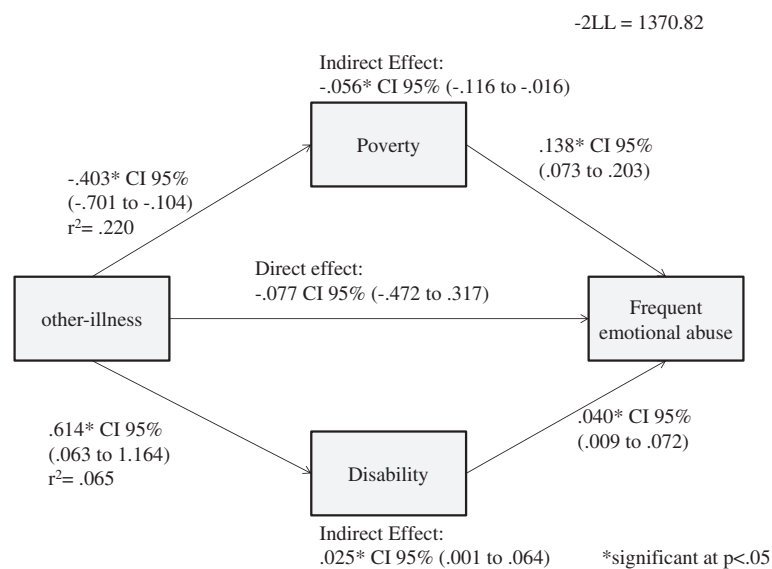 -2LL = 1370.82
Indirect Effect:
-.056* CI 95% (-.116 to -.016)
Poverty
.138* CI 95%
(.073 to .203)
-.403* CI 95%
(-.701 to -.104)
r²= .220
Direct effect:
-.077 CI 95% (-.472 to .317)
other-illness
Frequent
emotional abuse
.614* CI 95%
(.063 to 1.164)
r²= .065
.040* CI 95%
(.009 to .072)
Disability
Indirect Effect:
.025* CI 95% (.001 to .064)
*significant at p<.05